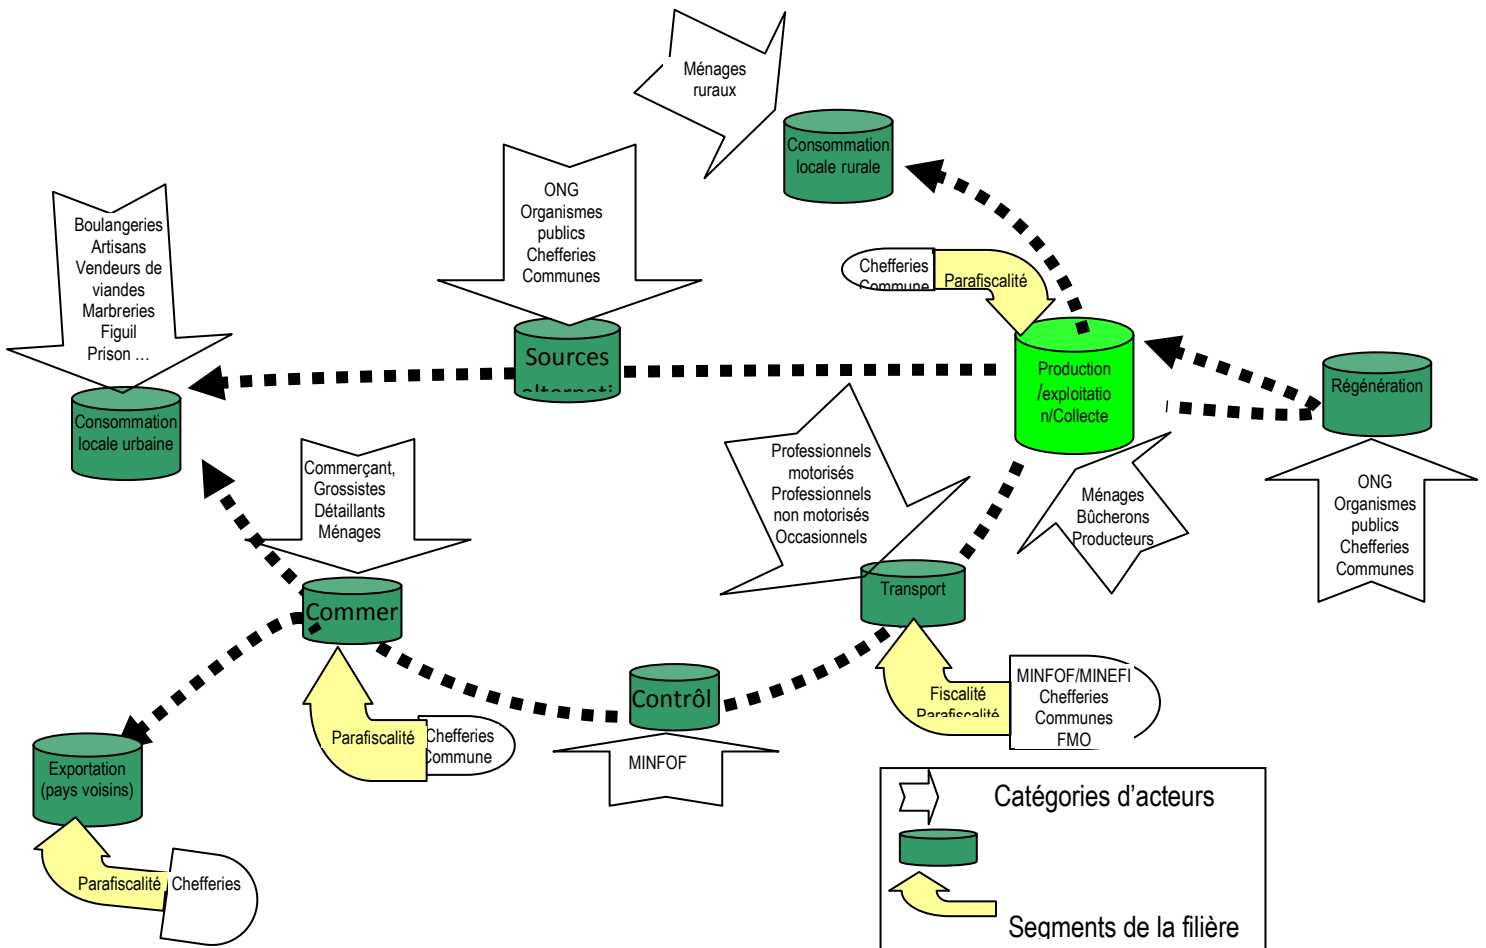 Ménages
ruraux
Consommation
locale rurale
ONG
Organismes
publics
Chefferies
Communes
Boulangeries
Artisans
Vendeurs de
viandes
Marbreries
Figuil
Prison ...
Chefferies
Commune
Parafiscalité
Sources
alternati
Production
/exploitatio
n/Collecte
Régénération
Consommation
locale urbaine
Commerçant,
Grossistes
Détaillants
Ménages
Professionnels
motorisés
Professionnels
non motorisés
Occasionnels
Ménages
Bûcherons
Producteurs
ONG
Organismes
publics
Chefferies
Communes
Transport
Commer
Contrôl
Fiscalité
Parafiscalité
MINFOF/MINEFI
Chefferies
Communes
FMO
Parafiscalité
Chefferies
Commune
MINFOF
Exportation
(pays voisins)
Parafiscalité
Chefferies
Catégories d'acteurs
Segments de la filière